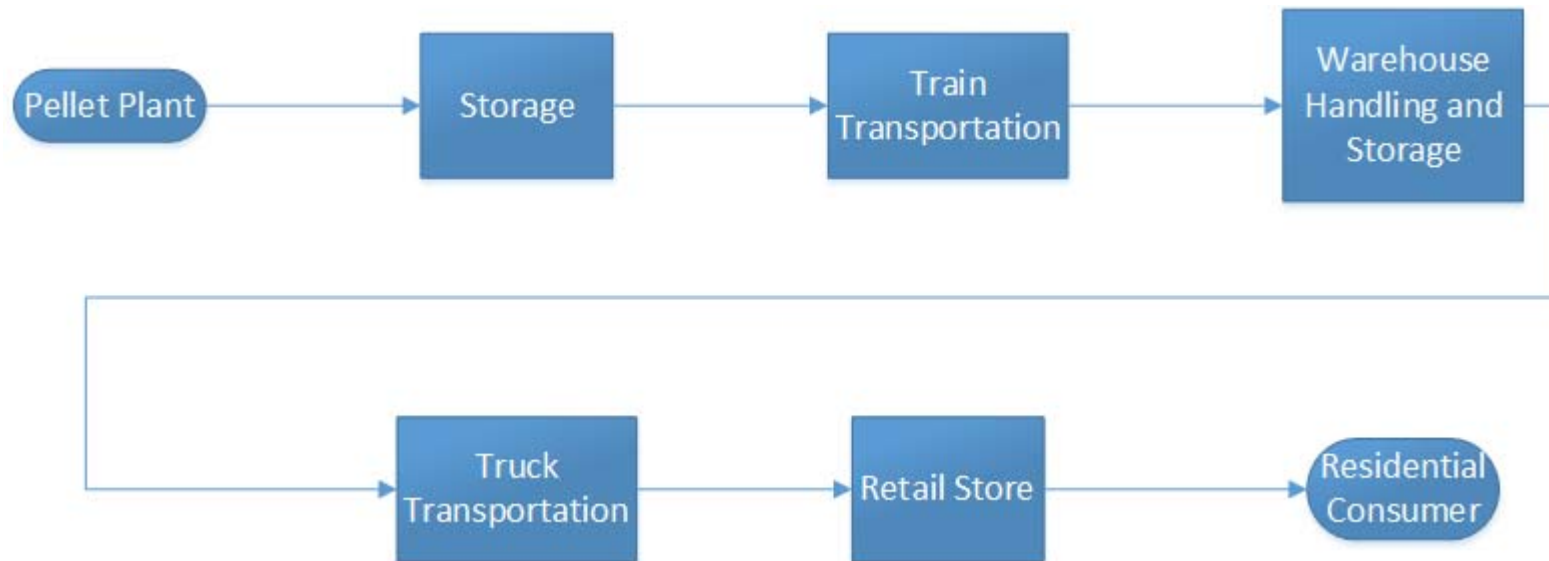 Pellet Plant
Storage
Train
Transportation
Warehouse
Handling and
Storage
Truck
Transportation
Retail Store
Residential
Consumer